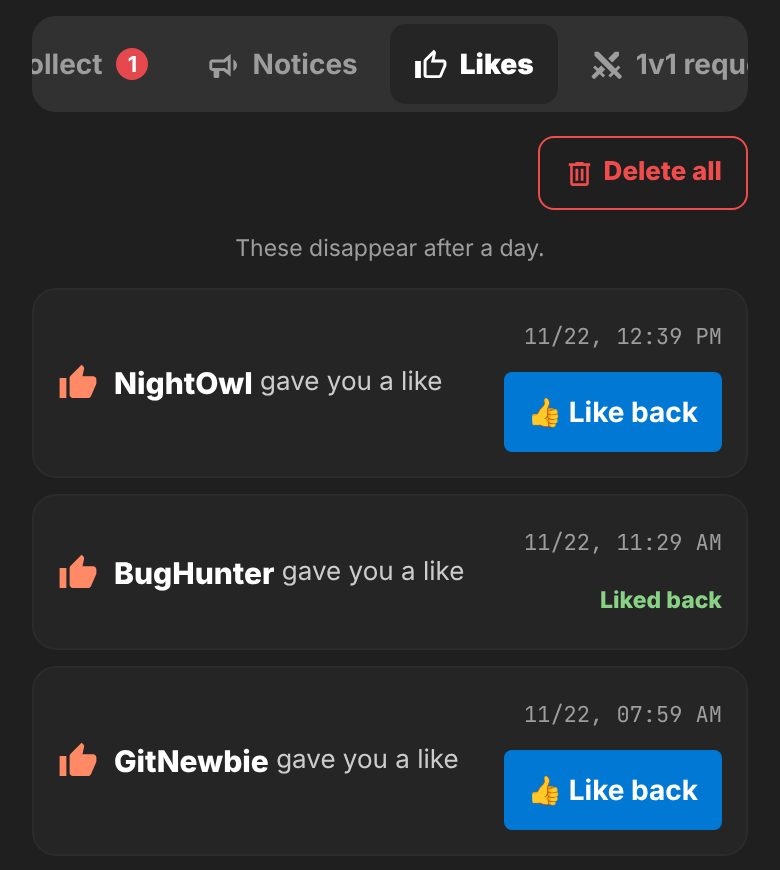 ollect 1 Notices Likes 1v1 requ
Delete all
These disappear after a day.
11/22, 12:39 PM
NightOwl gave you a like
👍 Like back
11/22, 11:29 AM
BugHunter gave you a like
Liked back
11/22, 07:59 AM
GitNewbie gave you a like
👍 Like back